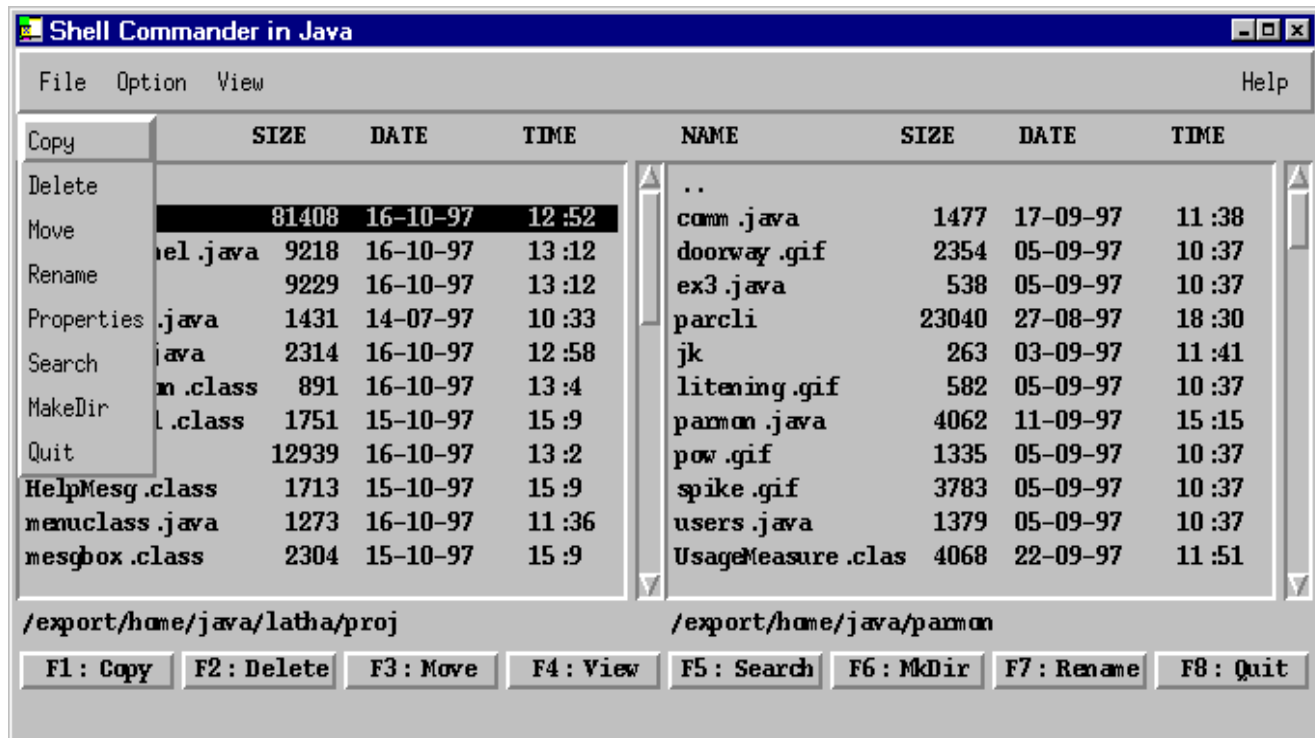 Shell Commander in Java
File Option View Help
Copy SIZE DATE TIME NAME SIZE DATE TIME
Delete ..
81408 16-10-97 12:52 comm.java 1477 17-09-97 11:38
Move
nel.java 9218 16-10-97 13:12 doorway.gif 2354 05-09-97 10:37
Rename 9229 16-10-97 13:12 ex3.java 538 05-09-97 10:37
Properties .java 1431 14-07-97 10:33 parcli 23040 27-08-97 18:30
Search java 2314 16-10-97 12:58 jk 263 03-09-97 11:41
n.class 891 16-10-97 13:4 litening.gif 582 05-09-97 10:37
MakeDir l.class 1751 15-10-97 15:9 parmon.java 4062 11-09-97 15:15
Quit 12939 16-10-97 13:2 pow.gif 1335 05-09-97 10:37
HelpMesg.class 1713 15-10-97 15:9 spike.gif 3783 05-09-97 10:37
menuclass.java 1273 16-10-97 11:36 users.java 1379 05-09-97 10:37
mesgbox.class 2304 15-10-97 15:9 UsageMeasure.clas 4068 22-09-97 11:51
/export/home/java/latha/proj /export/home/java/parmon
F1: Copy F2: Delete F3: Move F4: View F5: Search F6: MkDir F7: Rename F8: Quit